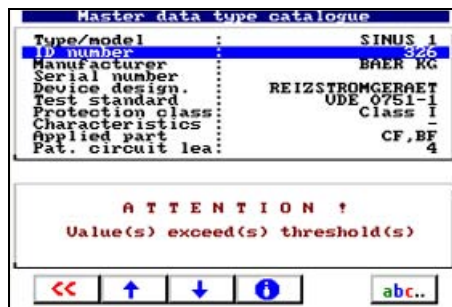 Master data type catalogue
Type/model : SINUS 1
ID number : 326
Manufacturer : BAER KG
Serial number :
Device design. : REIZSTROMGERAET
Test standard : VDE 0751-1
Protection class: Class I
Characteristics : -
Applied part : CF,BF
Pat. circuit lea: 4
A T T E N T I O N !
Value(s) exceed(s) threshold(s)
<< abc..